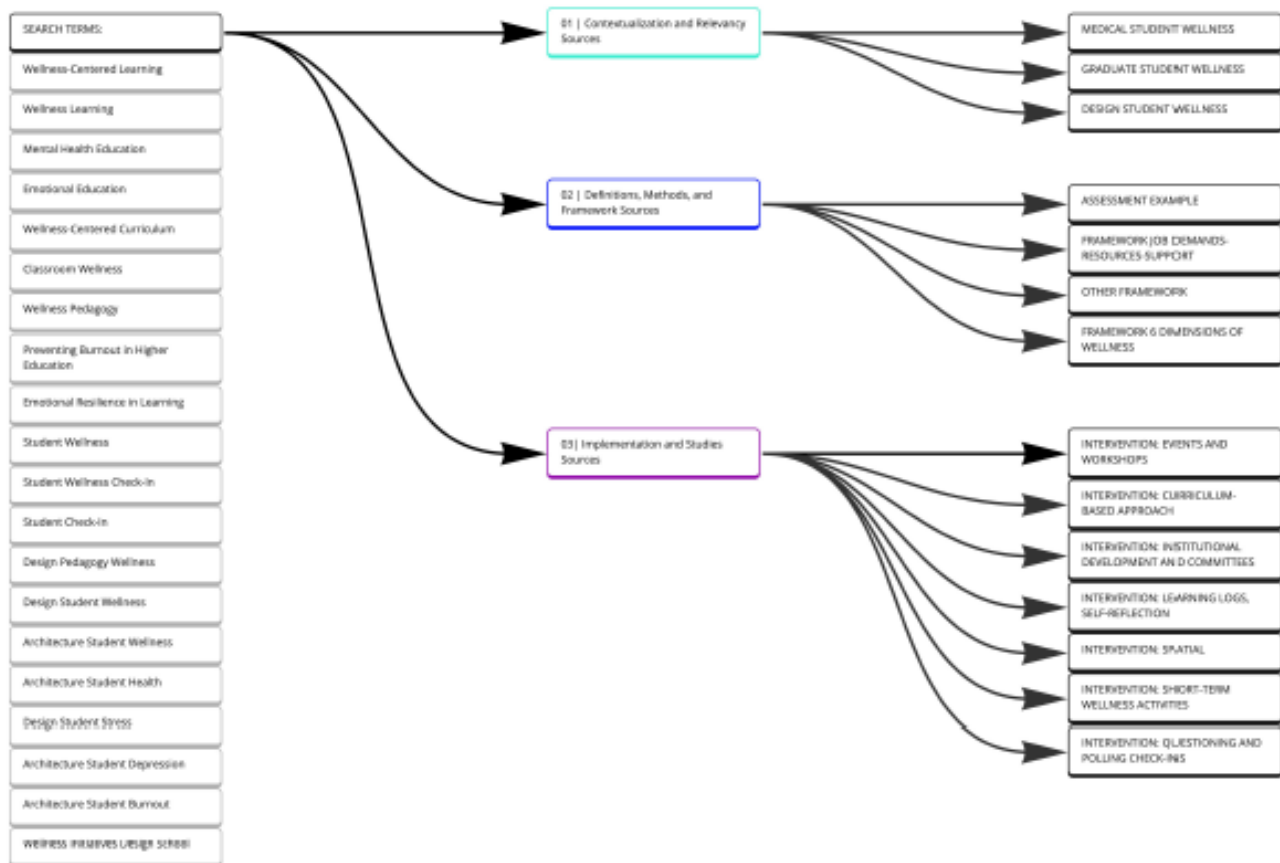 SEARCH TERMS:
Wellness-Centered Learning
Wellness Learning
Mental Health Education
Emotional Education
Wellness-Centered Curriculum
Classroom Wellness
Wellness Pedagogy
Preventing Burnout in Higher
Education
Emotional Resilience in Learning
Student Wellness
Student Wellness Check-In
Student Check-in
Design Pedagogy Wellness
Design Student Wellness
Architecture Student Wellness
Architecture Student Health
Design Student Stress
Architecture Student Depression
Architecture Student Burnout
Wellness Initiatives Design School
01 | Contextualization and Relevancy
Sources
02 | Definitions, Methods, and
Framework Sources
03| Implementation and Studies
Sources
MEDICAL STUDENT WELLNESS
GRADUATE STUDENT WELLNESS
DESIGN STUDENT WELLNESS
ASSESSMENT EXAMPLE
FRAMEWORK JOB DEMANDS-
RESOURCES-SUPPORT
OTHER FRAMEWORK
FRAMEWORK 6 DIMENSIONS OF
WELLNESS
INTERVENTION: EVENTS AND
WORKSHOPS
INTERVENTION: CURRICULUM-
BASED APPROACH
INTERVENTION: INSTITUTIONAL
DEVELOPMENT AND COMMITTEES
INTERVENTION: LEARNING LOGS,
SELF-REFLECTION
INTERVENTION: SPATIAL
INTERVENTION: SHORT-TERM
WELLNESS ACTIVITIES
INTERVENTION: QUESTIONING AND
POLLING CHECK-INS